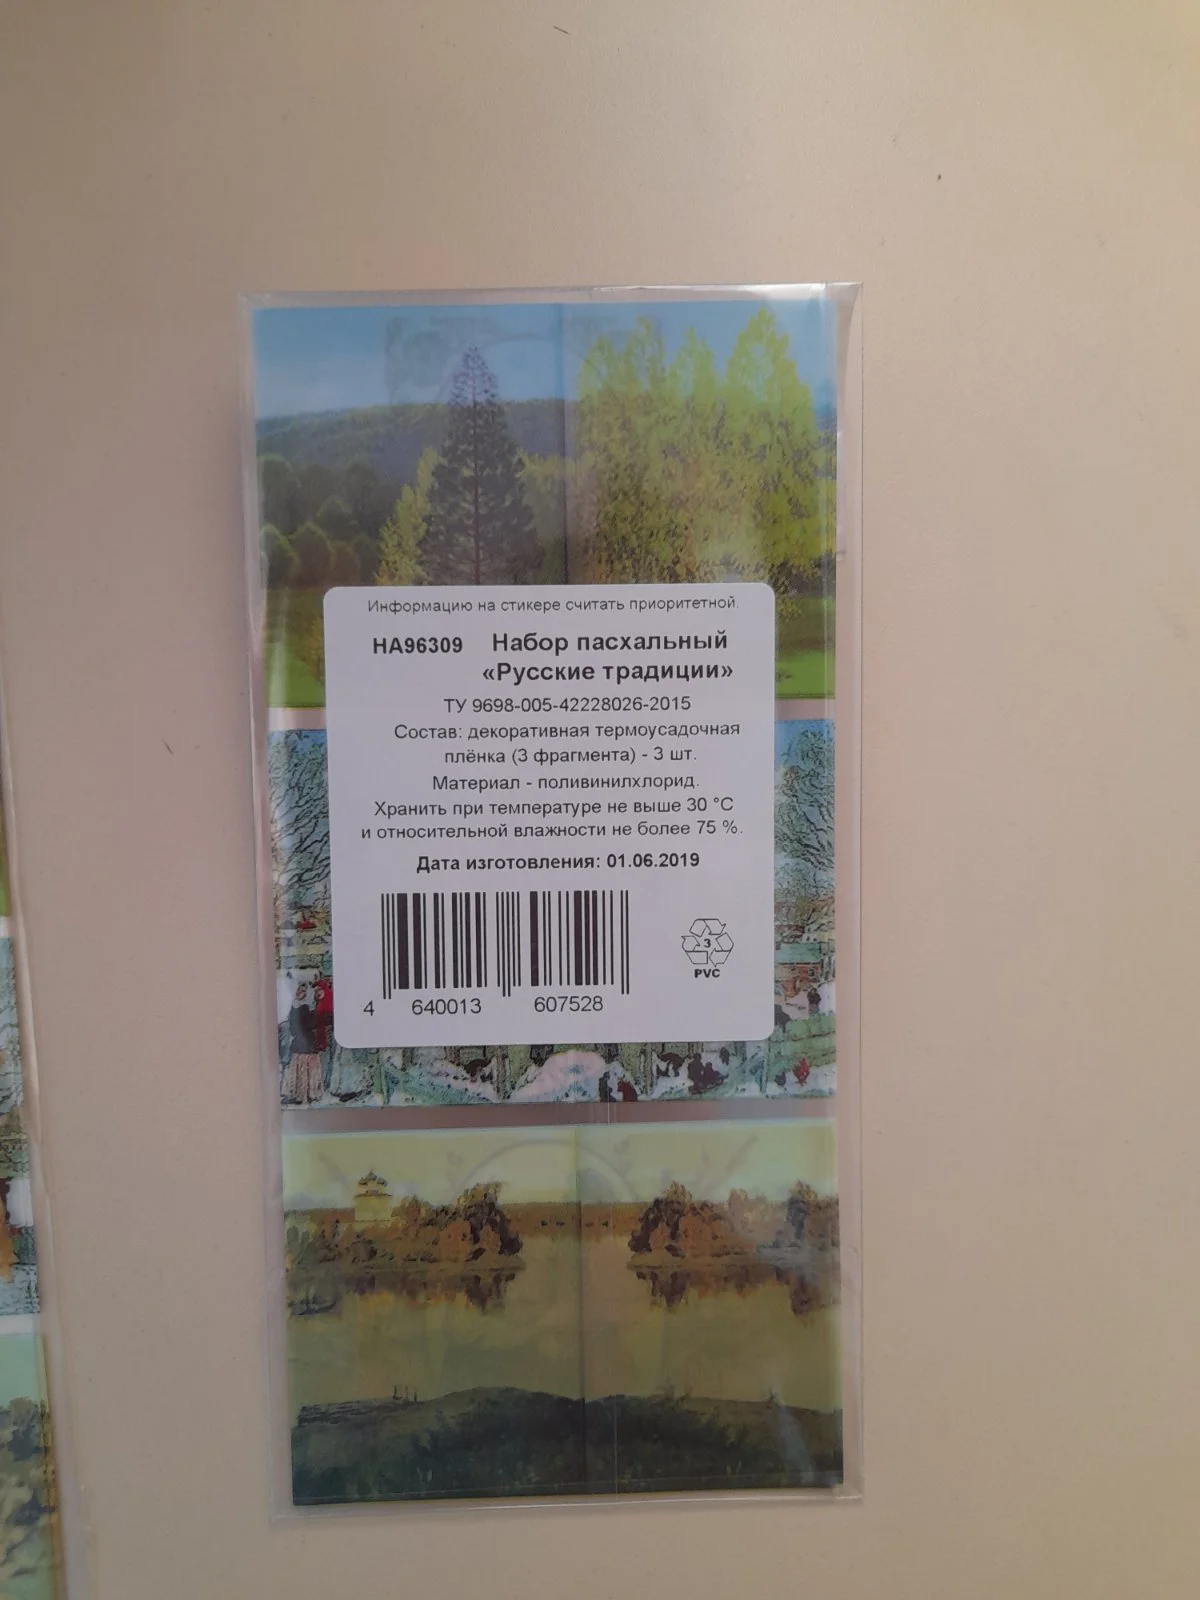 Информацию на стикере считать приоритетной.
НА96309 Набор пасхальный
«Русские традиции»
ТУ 9698-005-42228026-2015
Состав: декоративная термоусадочная
плёнка (3 фрагмента) - 3 шт.
Материал - поливинилхлорид.
Хранить при температуре не выше 30 °С
и относительной влажности не более 75 %.
Дата изготовления: 01.06.2019
3
PVC
4 640013 607528